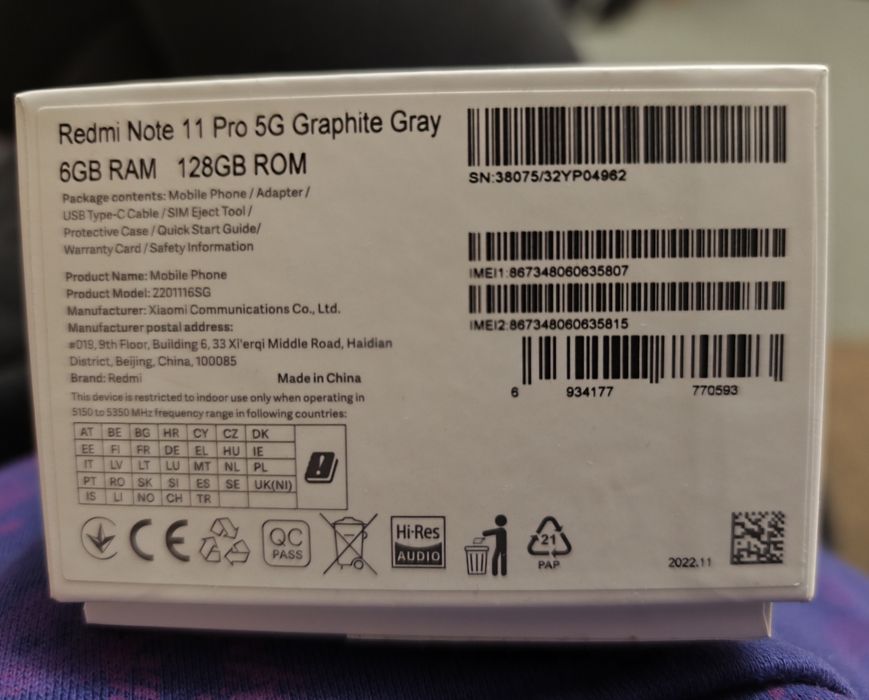 Redmi Note 11 Pro 5G Graphite Gray
6GB RAM 128GB ROM
Package contents: Mobile Phone / Adapter /
USB Type-C Cable / SIM Eject Tool /
Protective Case / Quick Start Guide/
Warranty Card / Safety Information
Product Name: Mobile Phone
Product Model: 2201116SG
Manufacturer: Xiaomi Communications Co., Ltd.
Manufacturer postal address:
#019, 9th Floor, Building 6, 33 Xi'erqi Middle Road, Haidian
District, Beijing, China, 100085
Brand: Redmi Made in China
This device is restricted to indoor use only when operating in
5150 to 5350 MHz frequency range in following countries:
AT BE BG HR CY CZ DK
EE FI FR DE EL HU IE
IT LV LT LU MT NL PL
PT RO SK SI ES SE UK(NI)
IS LI NO CH TR
SN:38075/32YP04962
IMEI1:867348060635807
IMEI2:867348060635815
6 934177 770593
CE
QC
PASS
Hi-Res
AUDIO
21
PAP
2022.11